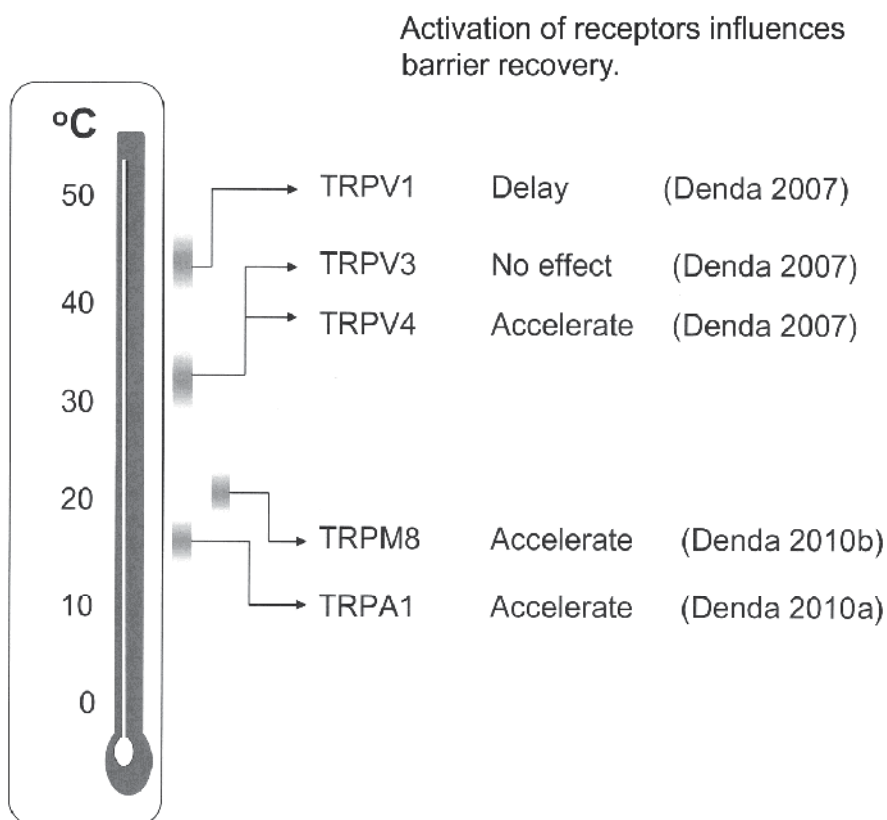 Activation of receptors influences
barrier recovery.
°C
50
TRPV1 Delay (Denda 2007)
TRPV3 No effect (Denda 2007)
40
TRPV4 Accelerate (Denda 2007)
30
20
TRPM8 Accelerate (Denda 2010b)
10
TRPA1 Accelerate (Denda 2010a)
0